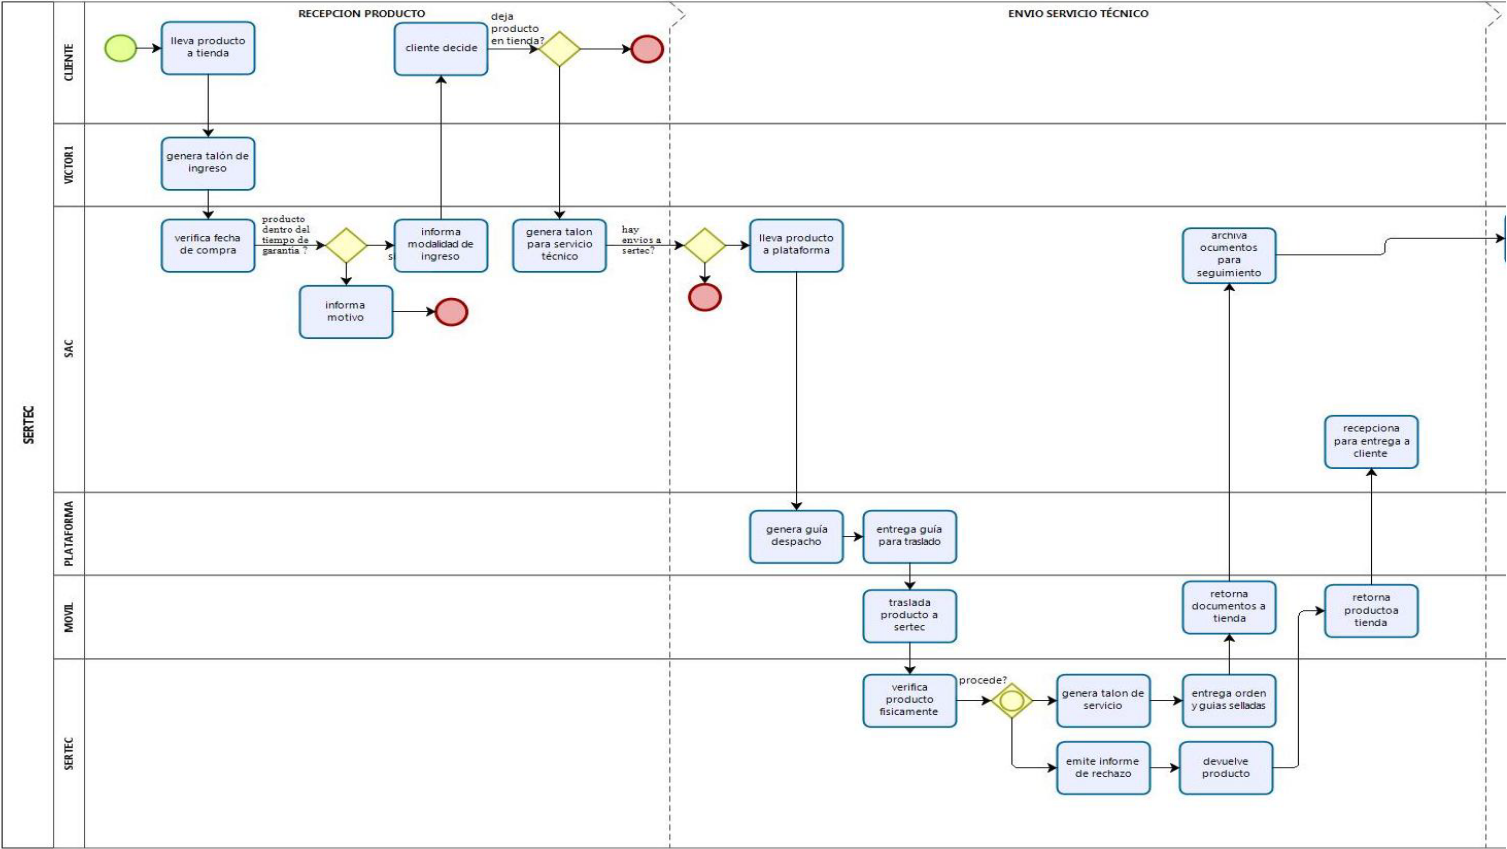 RECEPCION PRODUCTO
ENVIO SERVICIO TÉCNICO
SERTEC
CLIENTE
lleva producto
a tienda
cliente decide
deja
producto
en tienda?
VICTOR1
genera talón de
ingreso
SAC
verifica fecha
de compra
producto
dentro del
tiempo de
garantia ?
si
informa
modalidad de
ingreso
genera talon
para servicio
técnico
hay
envios a
sertec?
lleva producto
a plataforma
archiva
ocumentos
para
seguimiento
informa
motivo
recepciona
para entrega a
cliente
PLATAFORMA
genera guía
despacho
entrega guía
para traslado
MOVIL
traslada
producto a
sertec
retorna
documentos a
tienda
retorna
productoa
tienda
SERTEC
verifica
producto
fisicamente
procede?
genera talon de
servicio
entrega orden
y guias selladas
emite informe
de rechazo
devuelve
producto